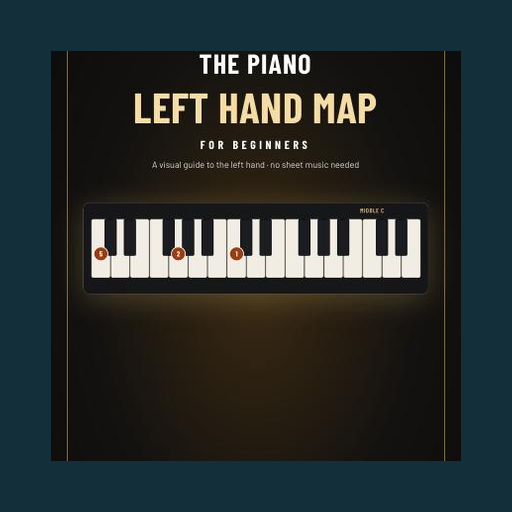 THE PIANO
LEFT HAND MAP
FOR BEGINNERS
A visual guide to the left hand · no sheet music needed
MIDDLE C
5
2
1